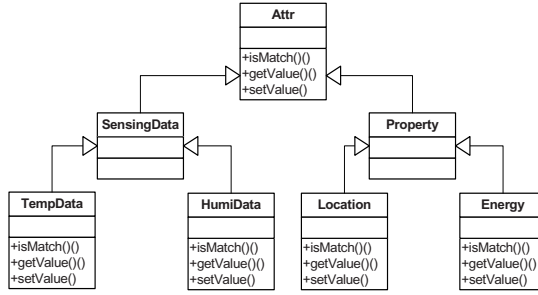 Attr
+isMatch()()
+getValue()()
+setValue()
SensingData
Property
TempData
+isMatch()()
+getValue()()
+setValue()
HumiData
+isMatch()()
+getValue()()
+setValue()
Location
+isMatch()()
+getValue()()
+setValue()
Energy
+isMatch()()
+getValue()()
+setValue()